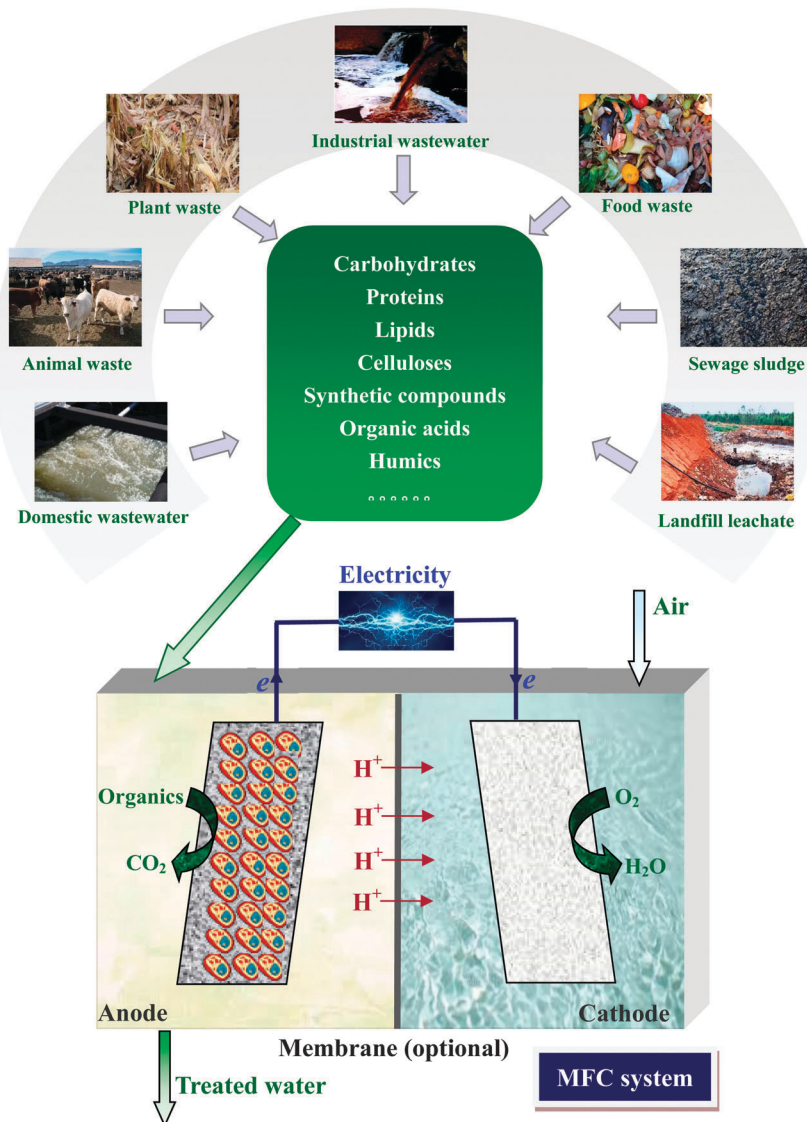 Industrial wastewater
Plant waste
Food waste
Animal waste
Sewage sludge
Domestic wastewater
Landfill leachate
Carbohydrates
Proteins
Lipids
Celluloses
Synthetic compounds
Organic acids
Humics
。。。。。。
Electricity
Air
e
e
Organics
CO₂
H⁺
H⁺
H⁺
H⁺
O₂
H₂O
Anode
Cathode
Membrane (optional)
Treated water
MFC system